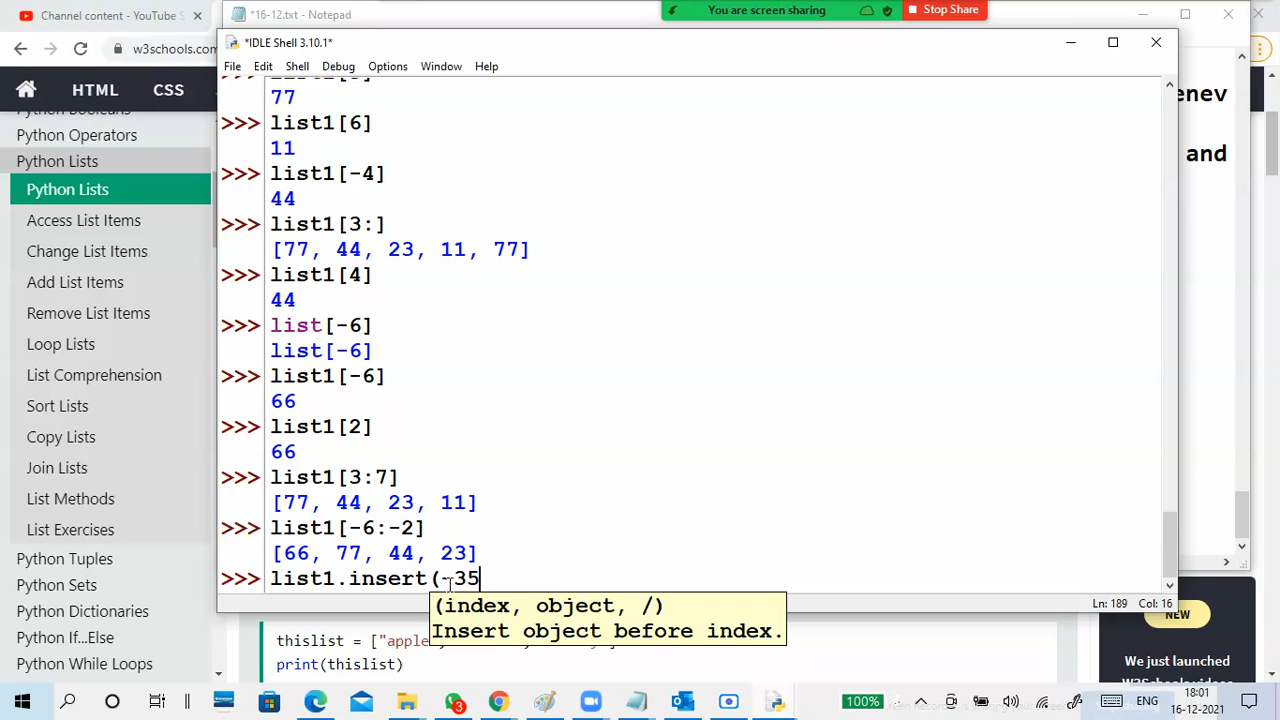 Content - YouTube S
*16-12.txt - Notepad
You are screen sharing
Stop Share
w3schools.com
*IDLE Shell 3.10.1*
File Edit Shell Debug Options Window Help
HTML CSS
Python Operators
Python Lists
Python Lists
Access List Items
Change List Items
Add List Items
Remove List Items
Loop Lists
List Comprehension
Sort Lists
Copy Lists
Join Lists
List Methods
List Exercises
Python Tuples
Python Sets
Python Dictionaries
Python If...Else
Python While Loops
77
>>> list1[6]
11
>>> list1[-4]
44
>>> list1[3:]
[77, 44, 23, 11, 77]
>>> list1[4]
44
>>> list[-6]
list[-6]
>>> list1[-6]
66
>>> list1[2]
66
>>> list1[3:7]
[77, 44, 23, 11]
>>> list1[-6:-2]
[66, 77, 44, 23]
>>> list1.insert(-35
(index, object, /)
Insert object before index.
Ln: 189 Col: 16
enev
and
thislist = ["apple
print(thislist)
NEW
We just launched
W3Schools videos
3
100%
ENG
18:01
16-12-2021